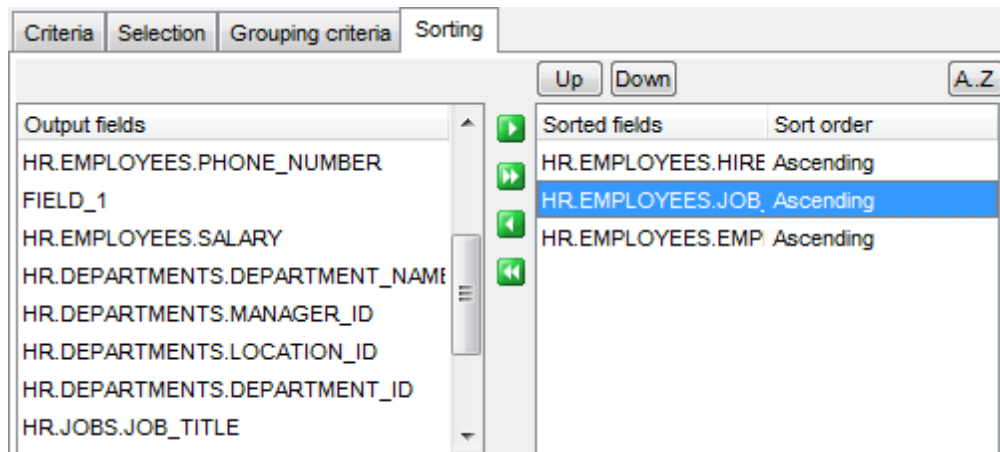 Criteria Selection Grouping criteria Sorting
Up Down A..Z
Output fields
HR.EMPLOYEES.PHONE_NUMBER
FIELD_1
HR.EMPLOYEES.SALARY
HR.DEPARTMENTS.DEPARTMENT_NAME
HR.DEPARTMENTS.MANAGER_ID
HR.DEPARTMENTS.LOCATION_ID
HR.DEPARTMENTS.DEPARTMENT_ID
HR.JOBS.JOB_TITLE
Sorted fields Sort order
HR.EMPLOYEES.HIRE Ascending
HR.EMPLOYEES.JOB_ Ascending
HR.EMPLOYEES.EMPI Ascending